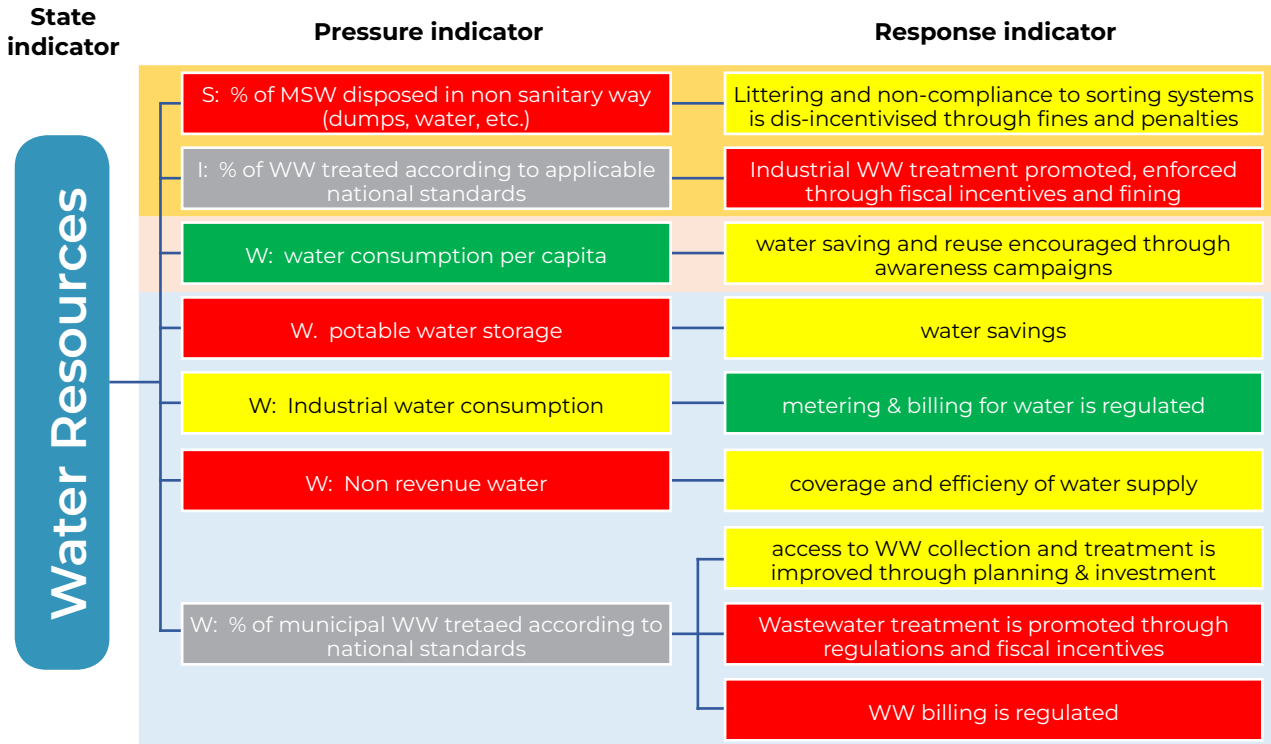 State
indicator
Pressure indicator
Response indicator
Water Resources
S: % of MSW disposed in non sanitary way
(dumps, water, etc.)
Littering and non-compliance to sorting systems
is dis-incentivised through fines and penalties
I: % of WW treated according to applicable
national standards
Industrial WW treatment promoted, enforced
through fiscal incentives and fining
W: water consumption per capita
water saving and reuse encouraged through
awareness campaigns
W. potable water storage
water savings
W: Industrial water consumption
metering & billing for water is regulated
W: Non revenue water
coverage and efficieny of water supply
W: % of municipal WW tretaed according to
national standards
access to WW collection and treatment is
improved through planning & investment
Wastewater treatment is promoted through
regulations and fiscal incentives
WW billing is regulated